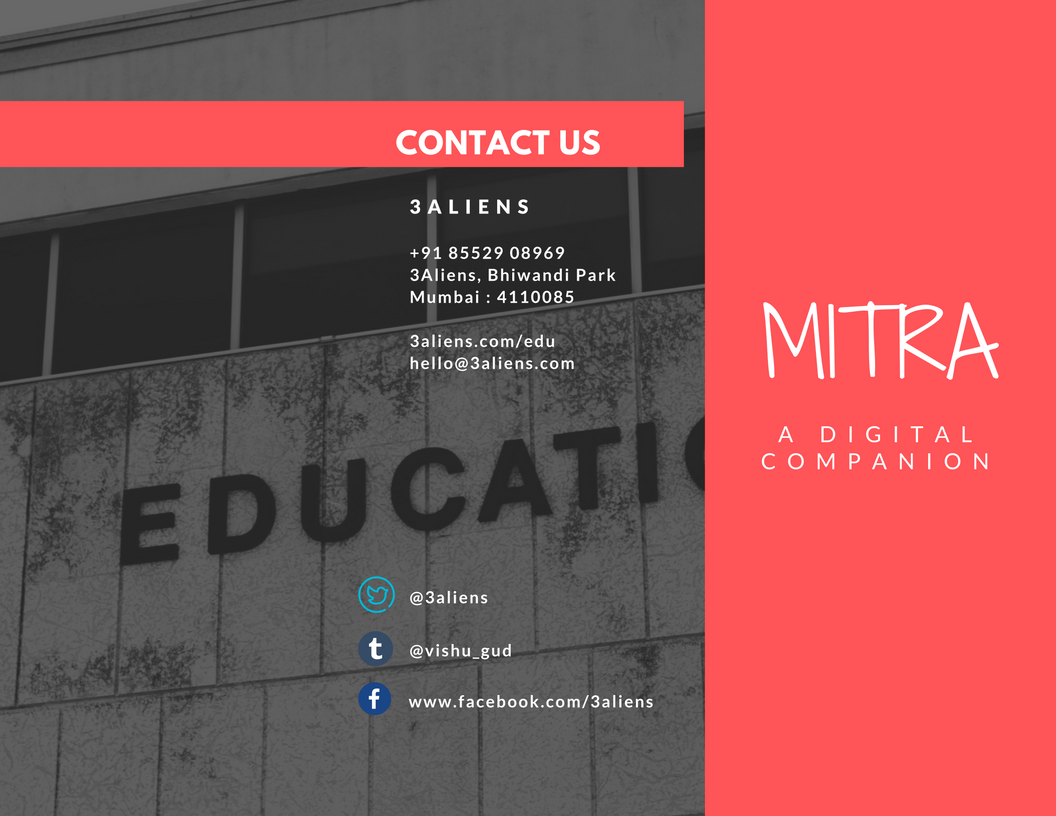 CONTACT US
3ALIENS
+91 85529 08969
3Aliens, Bhiwandi Park
Mumbai : 4110085
3aliens.com/edu
hello@3aliens.com
EDUCATIO
@3aliens
@vishu_gud
www.facebook.com/3aliens
MITRA
A DIGITAL
COMPANION